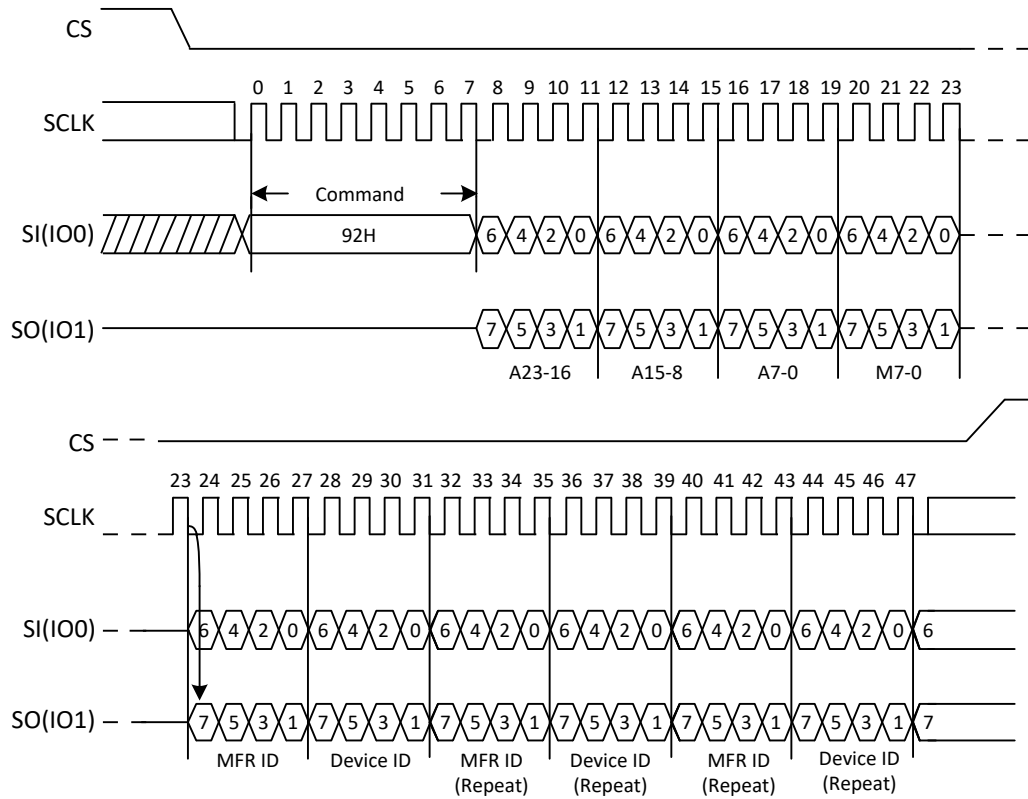 CS
0 1 2 3 4 5 6 7 8 9 10 11 12 13 14 15 16 17 18 19 20 21 22 23
SCLK
Command
SI(IO0) 92H 6 4 2 0 6 4 2 0 6 4 2 0 6 4 2 0
SO(IO1) 7 5 3 1 7 5 3 1 7 5 3 1 7 5 3 1
A23-16 A15-8 A7-0 M7-0
CS
23 24 25 26 27 28 29 30 31 32 33 34 35 36 37 38 39 40 41 42 43 44 45 46 47
SCLK
SI(IO0) 6 4 2 0 6 4 2 0 6 4 2 0 6 4 2 0 6 4 2 0 6 4 2 0 6
SO(IO1) 7 5 3 1 7 5 3 1 7 5 3 1 7 5 3 1 7 5 3 1 7 5 3 1 7
MFR ID Device ID MFR ID Device ID MFR ID Device ID
(Repeat) (Repeat) (Repeat) (Repeat)